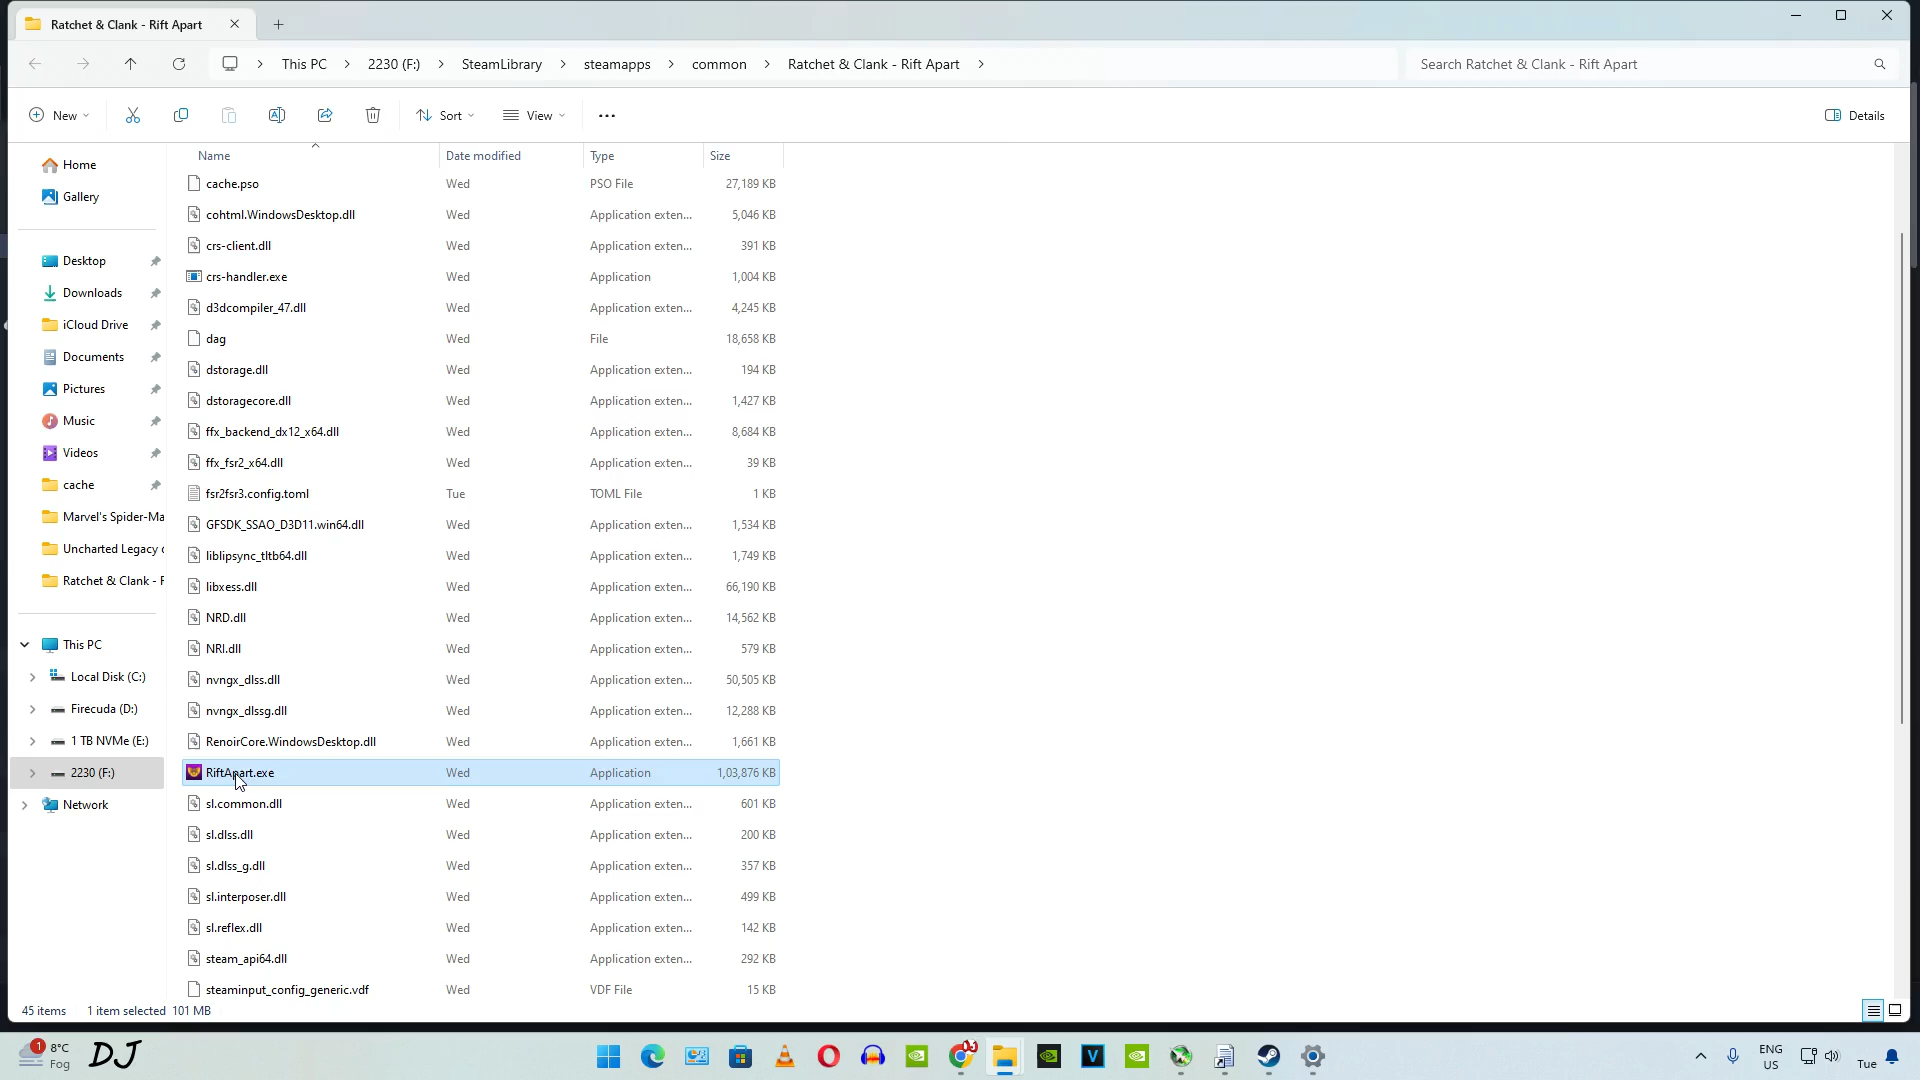 Ratchet & Clank - Rift Apart
This PC
2230 (F:)
SteamLibrary
steamapps
common
Ratchet & Clank - Rift Apart
Search Ratchet & Clank - Rift Apart
New
Sort
View
Details
Name Date modified Type Size
cache.pso Wed PSO File 27,189 KB
cohtml.WindowsDesktop.dll Wed Application exten... 5,046 KB
crs-client.dll Wed Application exten... 391 KB
crs-handler.exe Wed Application 1,004 KB
d3dcompiler_47.dll Wed Application exten... 4,245 KB
dag Wed File 18,658 KB
dstorage.dll Wed Application exten... 194 KB
dstoragecore.dll Wed Application exten... 1,427 KB
ffx_backend_dx12_x64.dll Wed Application exten... 8,684 KB
ffx_fsr2_x64.dll Wed Application exten... 39 KB
fsr2fsr3.config.toml Tue TOML File 1 KB
GFSDK_SSAO_D3D11.win64.dll Wed Application exten... 1,534 KB
liblipsync_tltb64.dll Wed Application exten... 1,749 KB
libxess.dll Wed Application exten... 66,190 KB
NRD.dll Wed Application exten... 14,562 KB
NRI.dll Wed Application exten... 579 KB
nvngx_dlss.dll Wed Application exten... 50,505 KB
nvngx_dlssg.dll Wed Application exten... 12,288 KB
RenoirCore.WindowsDesktop.dll Wed Application exten... 1,661 KB
RiftApart.exe Wed Application 1,03,876 KB
sl.common.dll Wed Application exten... 601 KB
sl.dlss.dll Wed Application exten... 200 KB
sl.dlss_g.dll Wed Application exten... 357 KB
sl.interposer.dll Wed Application exten... 499 KB
sl.reflex.dll Wed Application exten... 142 KB
steam_api64.dll Wed Application exten... 292 KB
steaminput_config_generic.vdf Wed VDF File 15 KB
Home
Gallery
Desktop
Downloads
iCloud Drive
Documents
Pictures
Music
Videos
cache
Marvel's Spider-Ma
Uncharted Legacy
Ratchet & Clank -
This PC
Local Disk (C:)
Firecuda (D:)
1 TB NVMe (E:)
2230 (F:)
Network
45 items 1 item selected 101 MB
1
8°C
Fog
DJ
V
ENG
US
Tue